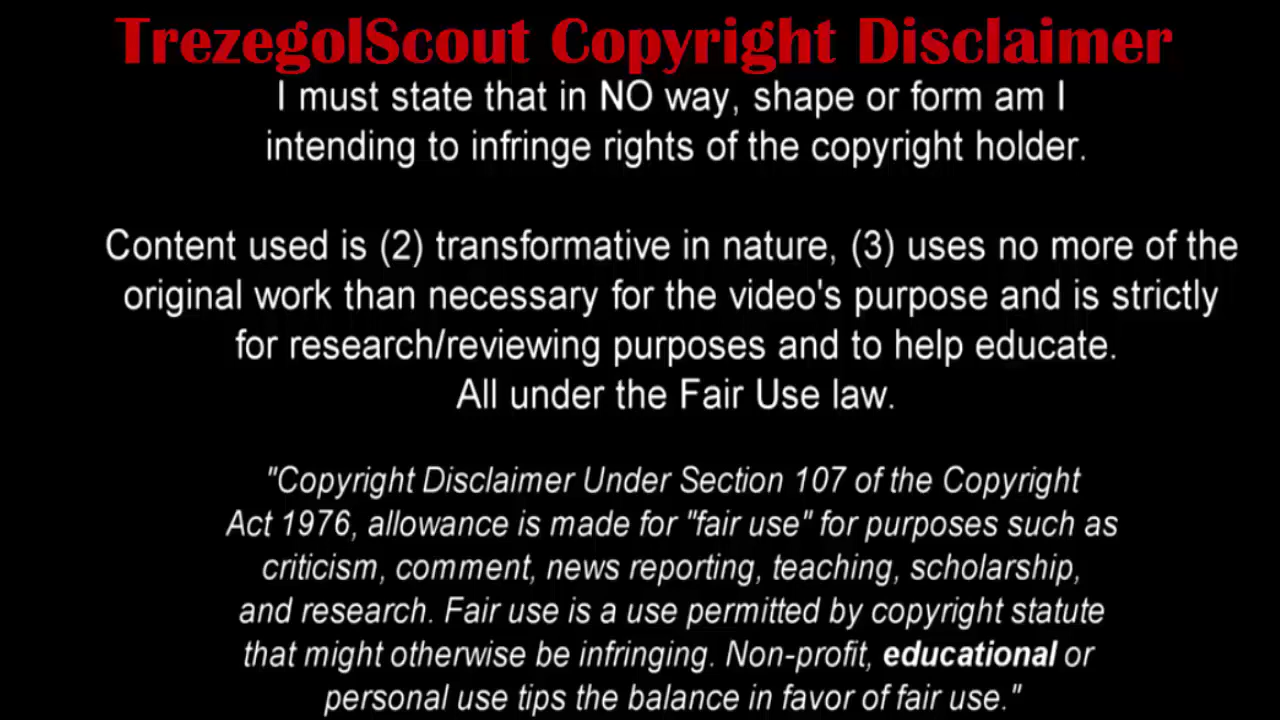 TrezegolScout Copyright Disclaimer
I must state that in NO way, shape or form am I
intending to infringe rights of the copyright holder.
Content used is (2) transformative in nature, (3) uses no more of the
original work than necessary for the video's purpose and is strictly
for research/reviewing purposes and to help educate.
All under the Fair Use law.
"Copyright Disclaimer Under Section 107 of the Copyright
Act 1976, allowance is made for "fair use" for purposes such as
criticism, comment, news reporting, teaching, scholarship,
and research. Fair use is a use permitted by copyright statute
that might otherwise be infringing. Non-profit, educational or
personal use tips the balance in favor of fair use."